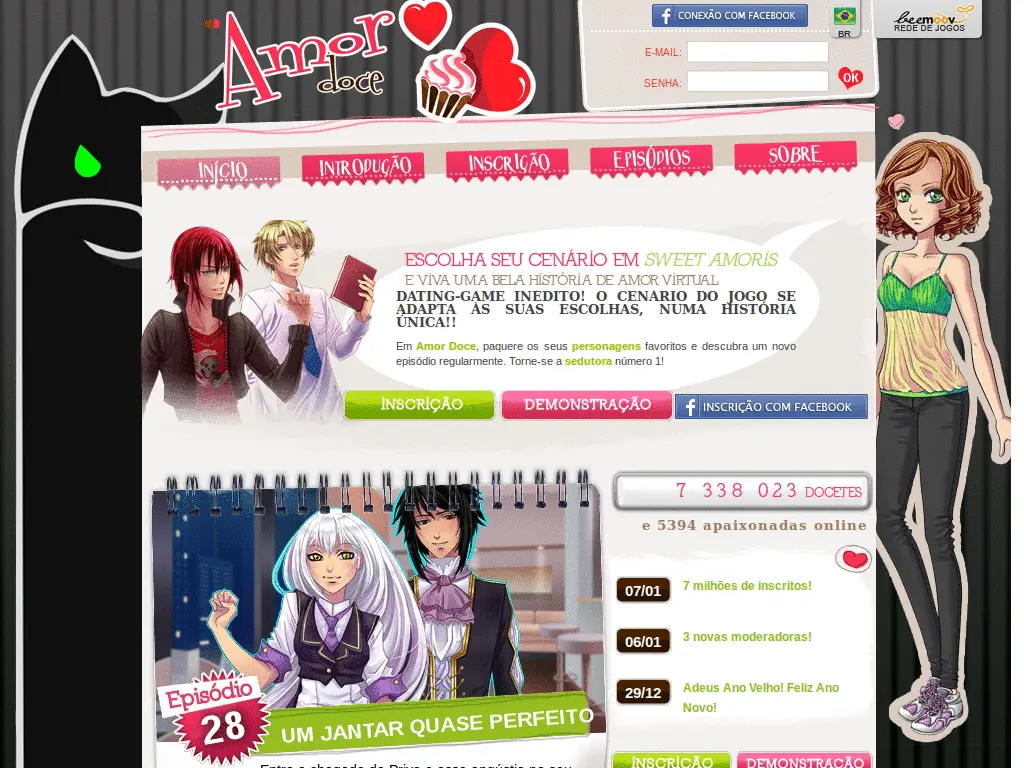 Amor
doce
CONEXÃO COM FACEBOOK
BR
beemoov
REDE DE JOGOS
E-MAIL:
SENHA:
OK
INÍCIO
INTRODUÇÃO
INSCRIÇÃO
EPISÓDIOS
SOBRE
ESCOLHA SEU CENÁRIO EM SWEET AMORIS
E VIVA UMA BELA HISTÓRIA DE AMOR VIRTUAL
DATING-GAME INEDITO! O CENARIO DO JOGO SE
ADAPTA ÀS SUAS ESCOLHAS, NUMA HISTÓRIA
ÚNICA!!
Em Amor Doce, paquere os seus personagens favoritos e descubra um novo
episódio regularmente. Torne-se a sedutora número 1!
INSCRIÇÃO
DEMONSTRAÇÃO
INSCRIÇÃO COM FACEBOOK
7 338 023 DOCETES
e 5394 apaixonadas online
07/01 7 milhões de inscritos!
06/01 3 novas moderadoras!
29/12 Adeus Ano Velho! Feliz Ano
Novo!
Episódio
28
UM JANTAR QUASE PERFEITO
INSCRIÇÃO
DEMONSTRAÇÃO